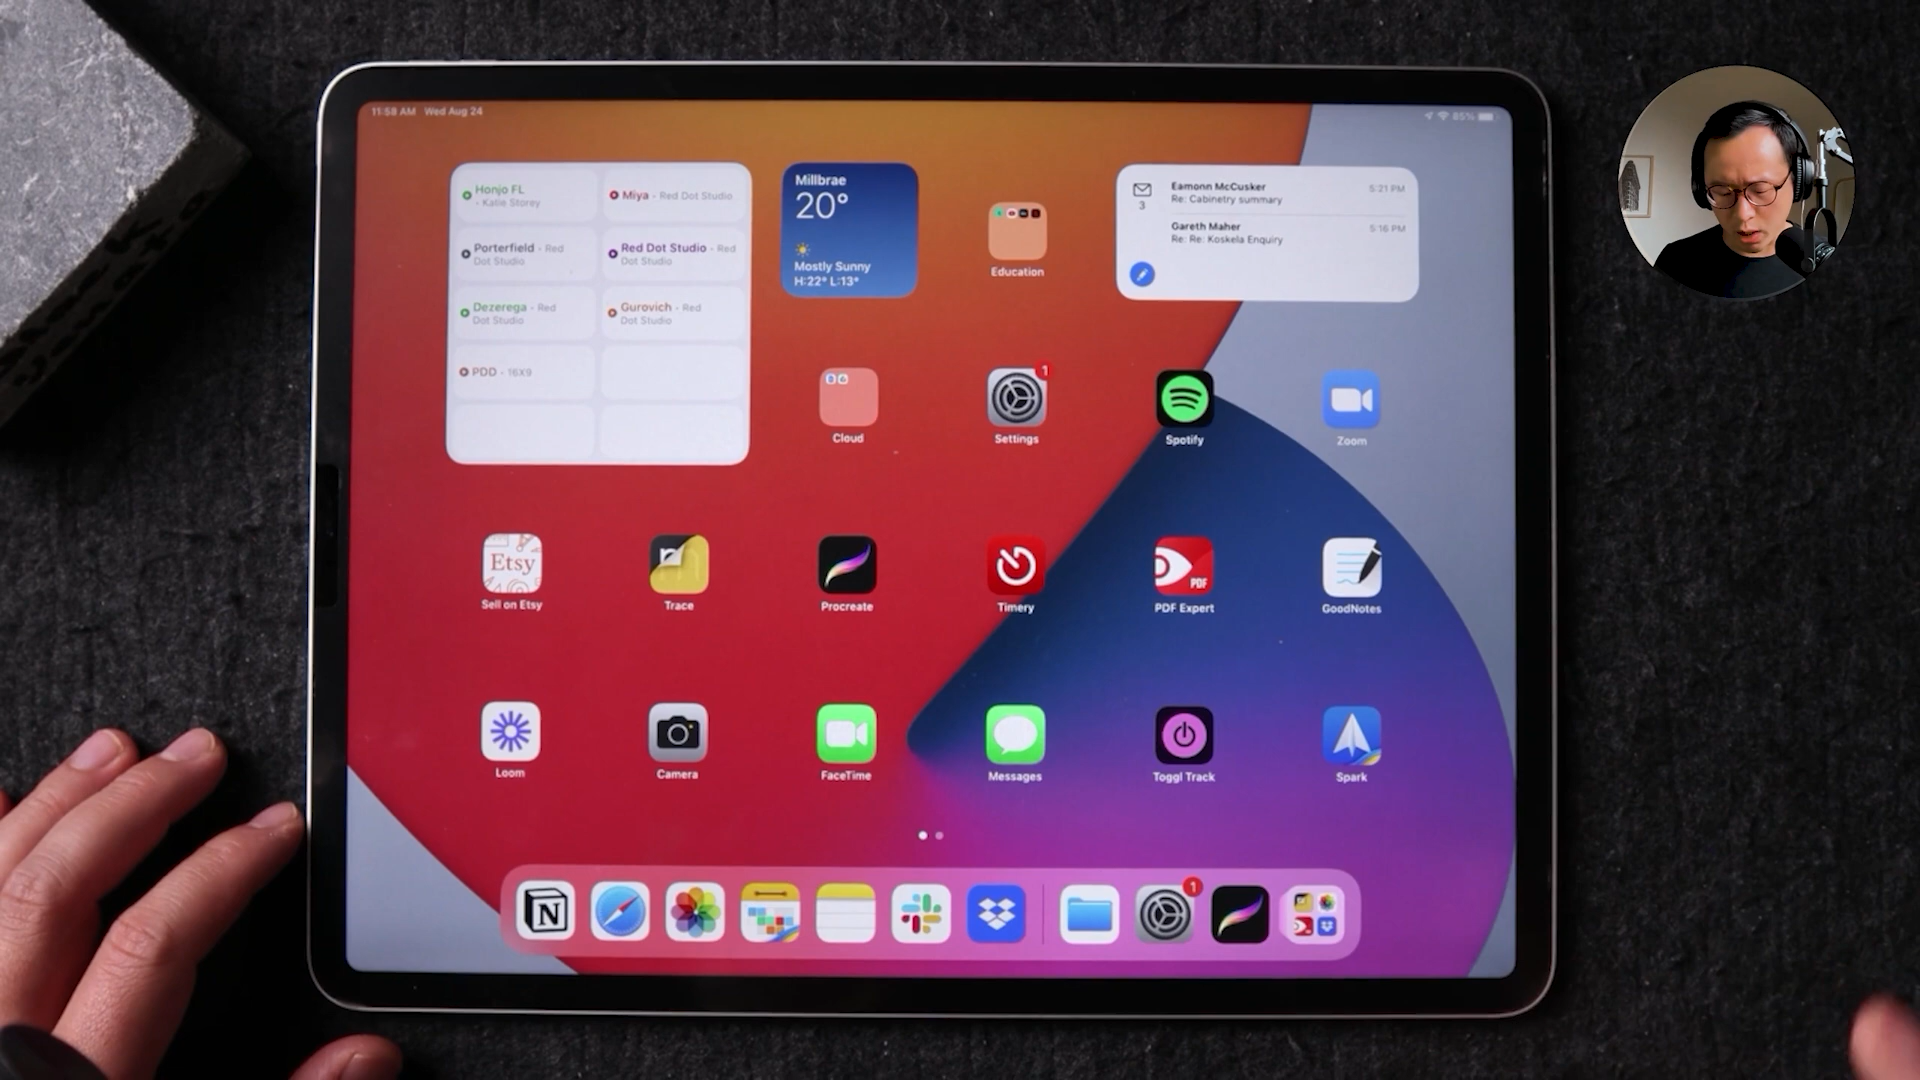 11:58 AM Wed Aug 24
85%
Honjo FL
- Katie Storey
Miya - Red Dot Studio
Porterfield - Red
Dot Studio
Red Dot Studio - Red
Dot Studio
Dezerega - Red
Dot Studio
Gurovich - Red
Dot Studio
PDD - 16X9
Millbrae
20°
Mostly Sunny
H:22° L:13°
Education
3
Eamonn McCusker 5:21 PM
Re: Cabinetry summary
Gareth Maher 5:16 PM
Re: Re: Koskela Enquiry
Cloud
1
Settings
Spotify
Zoom
Etsy
Sell on Etsy
Trace
Procreate
Timery
PDF
PDF Expert
GoodNotes
Loom
Camera
FaceTime
Messages
Toggl Track
Spark
N
1